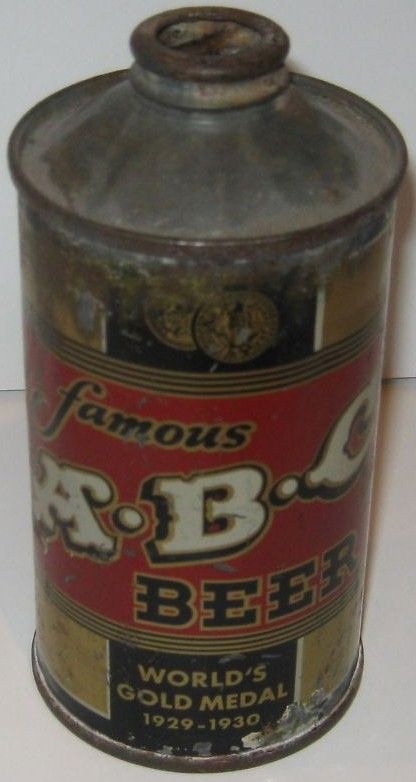 famous
A·B·C
BEER
WORLD'S
GOLD MEDAL
1929-1930